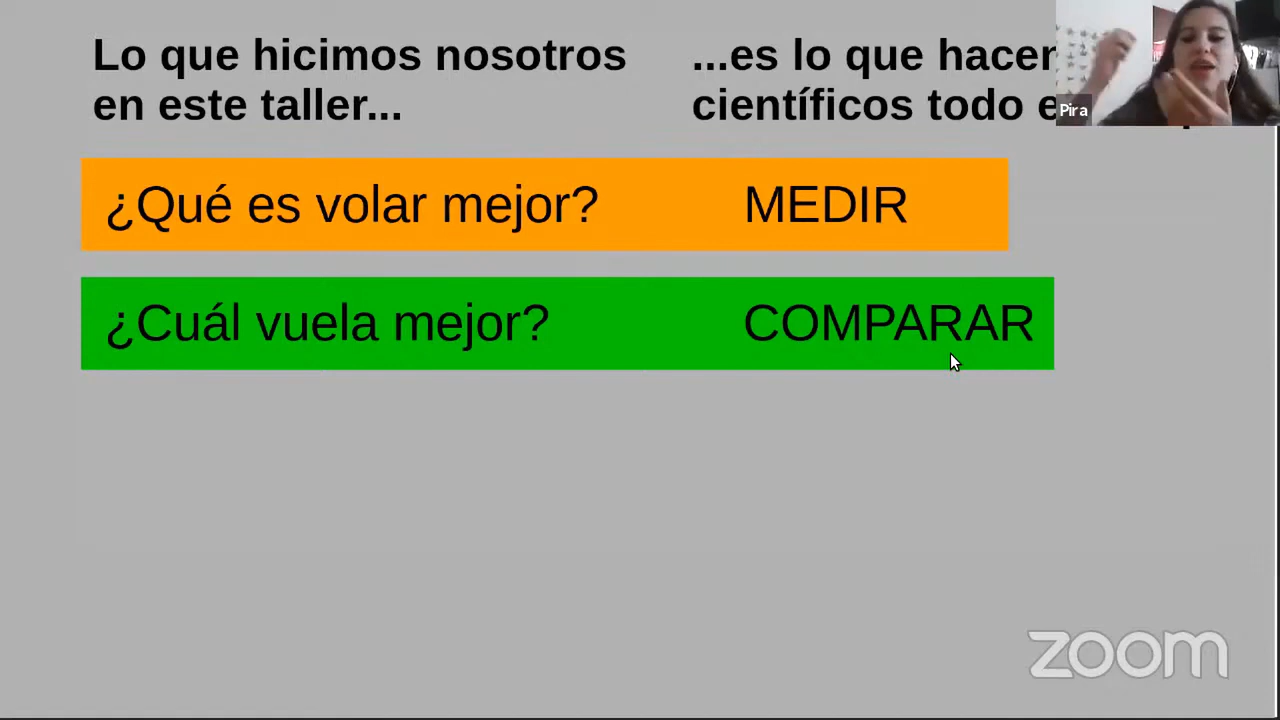 Lo que hicimos nosotros
en este taller...
...es lo que hacen
científicos todo e
¿Qué es volar mejor? MEDIR
¿Cuál vuela mejor? COMPARAR
Pira
zoom